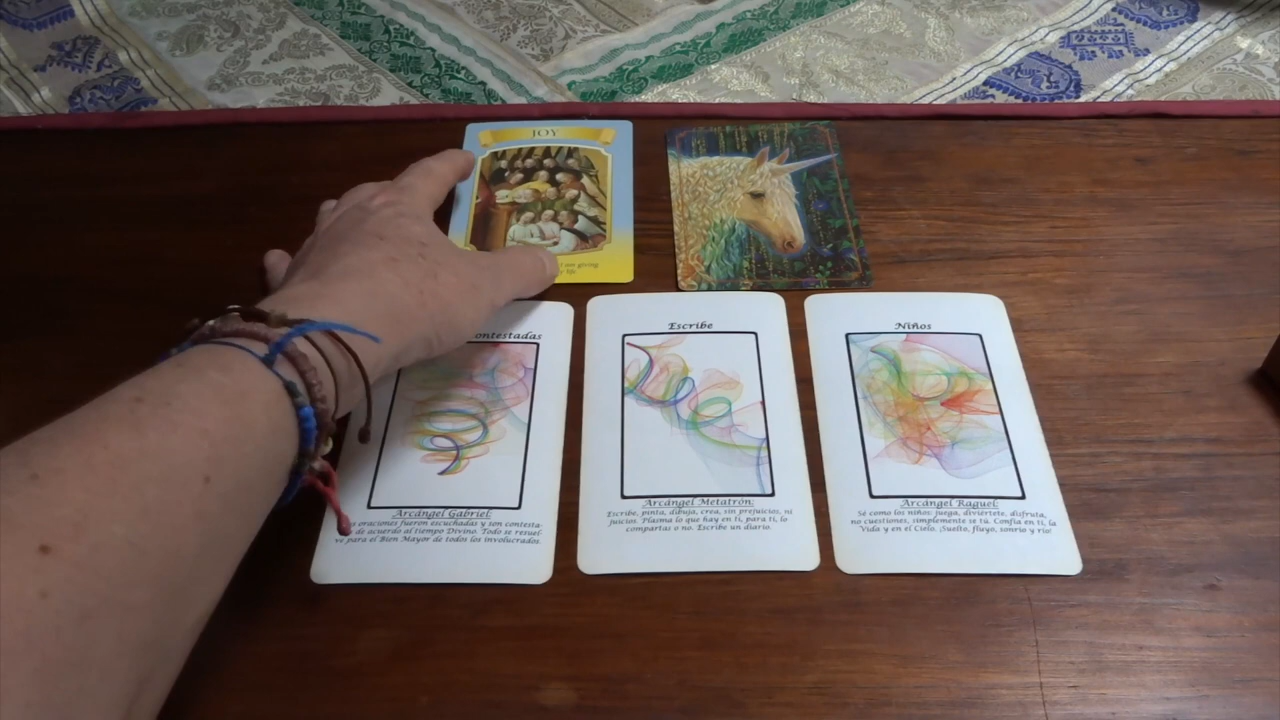 JOY
I am giving
life
contestadas
Arcángel Gabriel:
oraciones fueron escuchadas y son contesta-
de acuerdo al tiempo Divino. Todo se resuel-
ve para el Bien Mayor de todos los involucrados.
Escribe
Arcángel Metatrón:
Escribe, pinta, dibuja, crea, sin prejuicios, ni
juicios. Plasma lo que hay en ti, para ti, lo
compartas o no. Escribe un diario.
Niños
Arcángel Raguel:
Sé como los niños: juega, diviértete, disfruta,
no cuestiones, simplemente se tú. Confía en ti, la
Vida y en el Cielo. ¡Suelto, fluyo, sonrío y río!